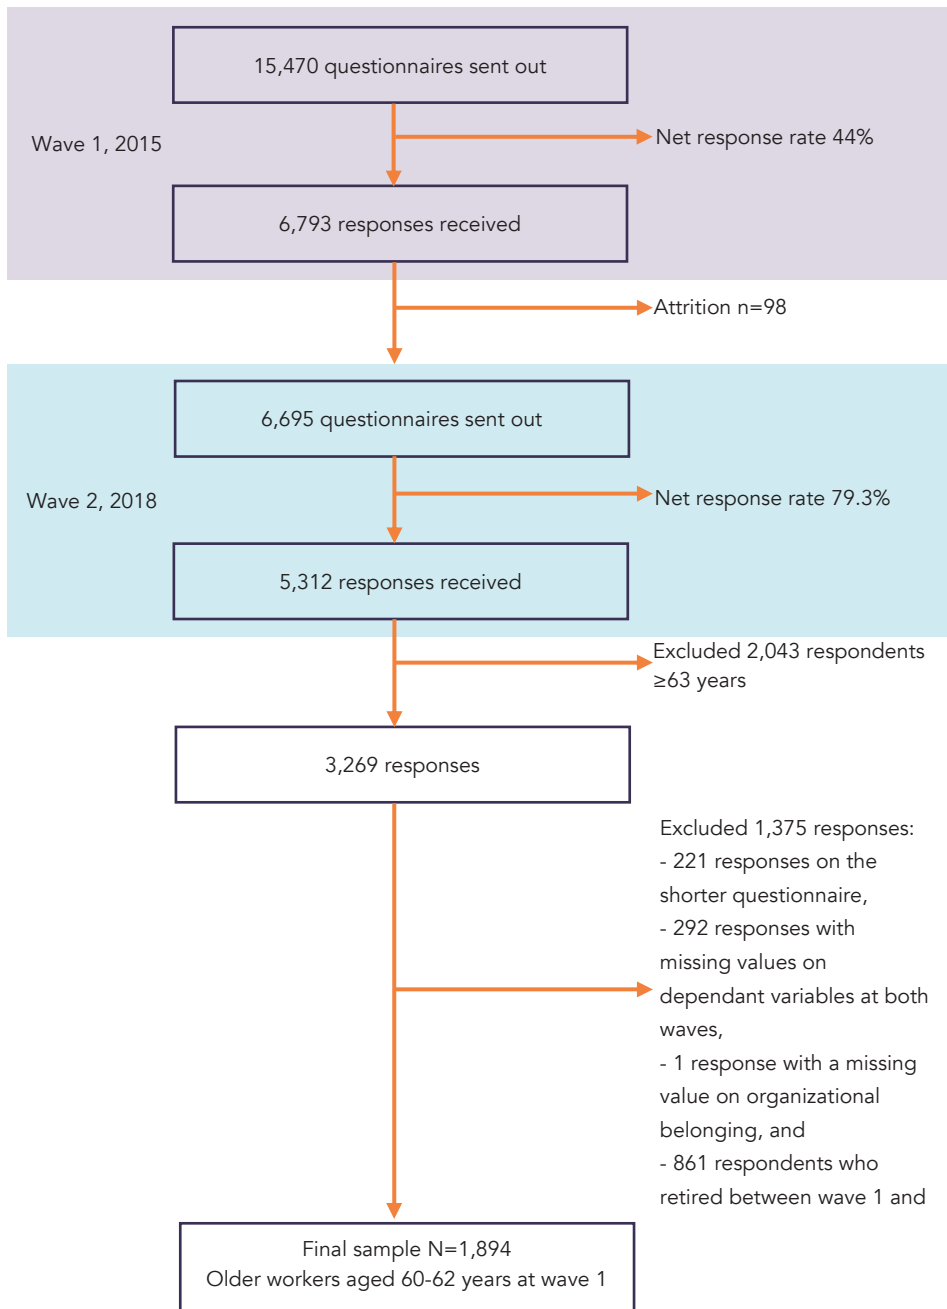 15,470 questionnaires sent out
Wave 1, 2015
Net response rate 44%
6,793 responses received
Attrition n=98
6,695 questionnaires sent out
Wave 2, 2018
Net response rate 79.3%
5,312 responses received
Excluded 2,043 respondents
≥63 years
3,269 responses
Excluded 1,375 responses:
- 221 responses on the
shorter questionnaire,
- 292 responses with
missing values on
dependant variables at both
waves,
- 1 response with a missing
value on organizational
belonging, and
- 861 respondents who
retired between wave 1 and
Final sample N=1,894
Older workers aged 60-62 years at wave 1